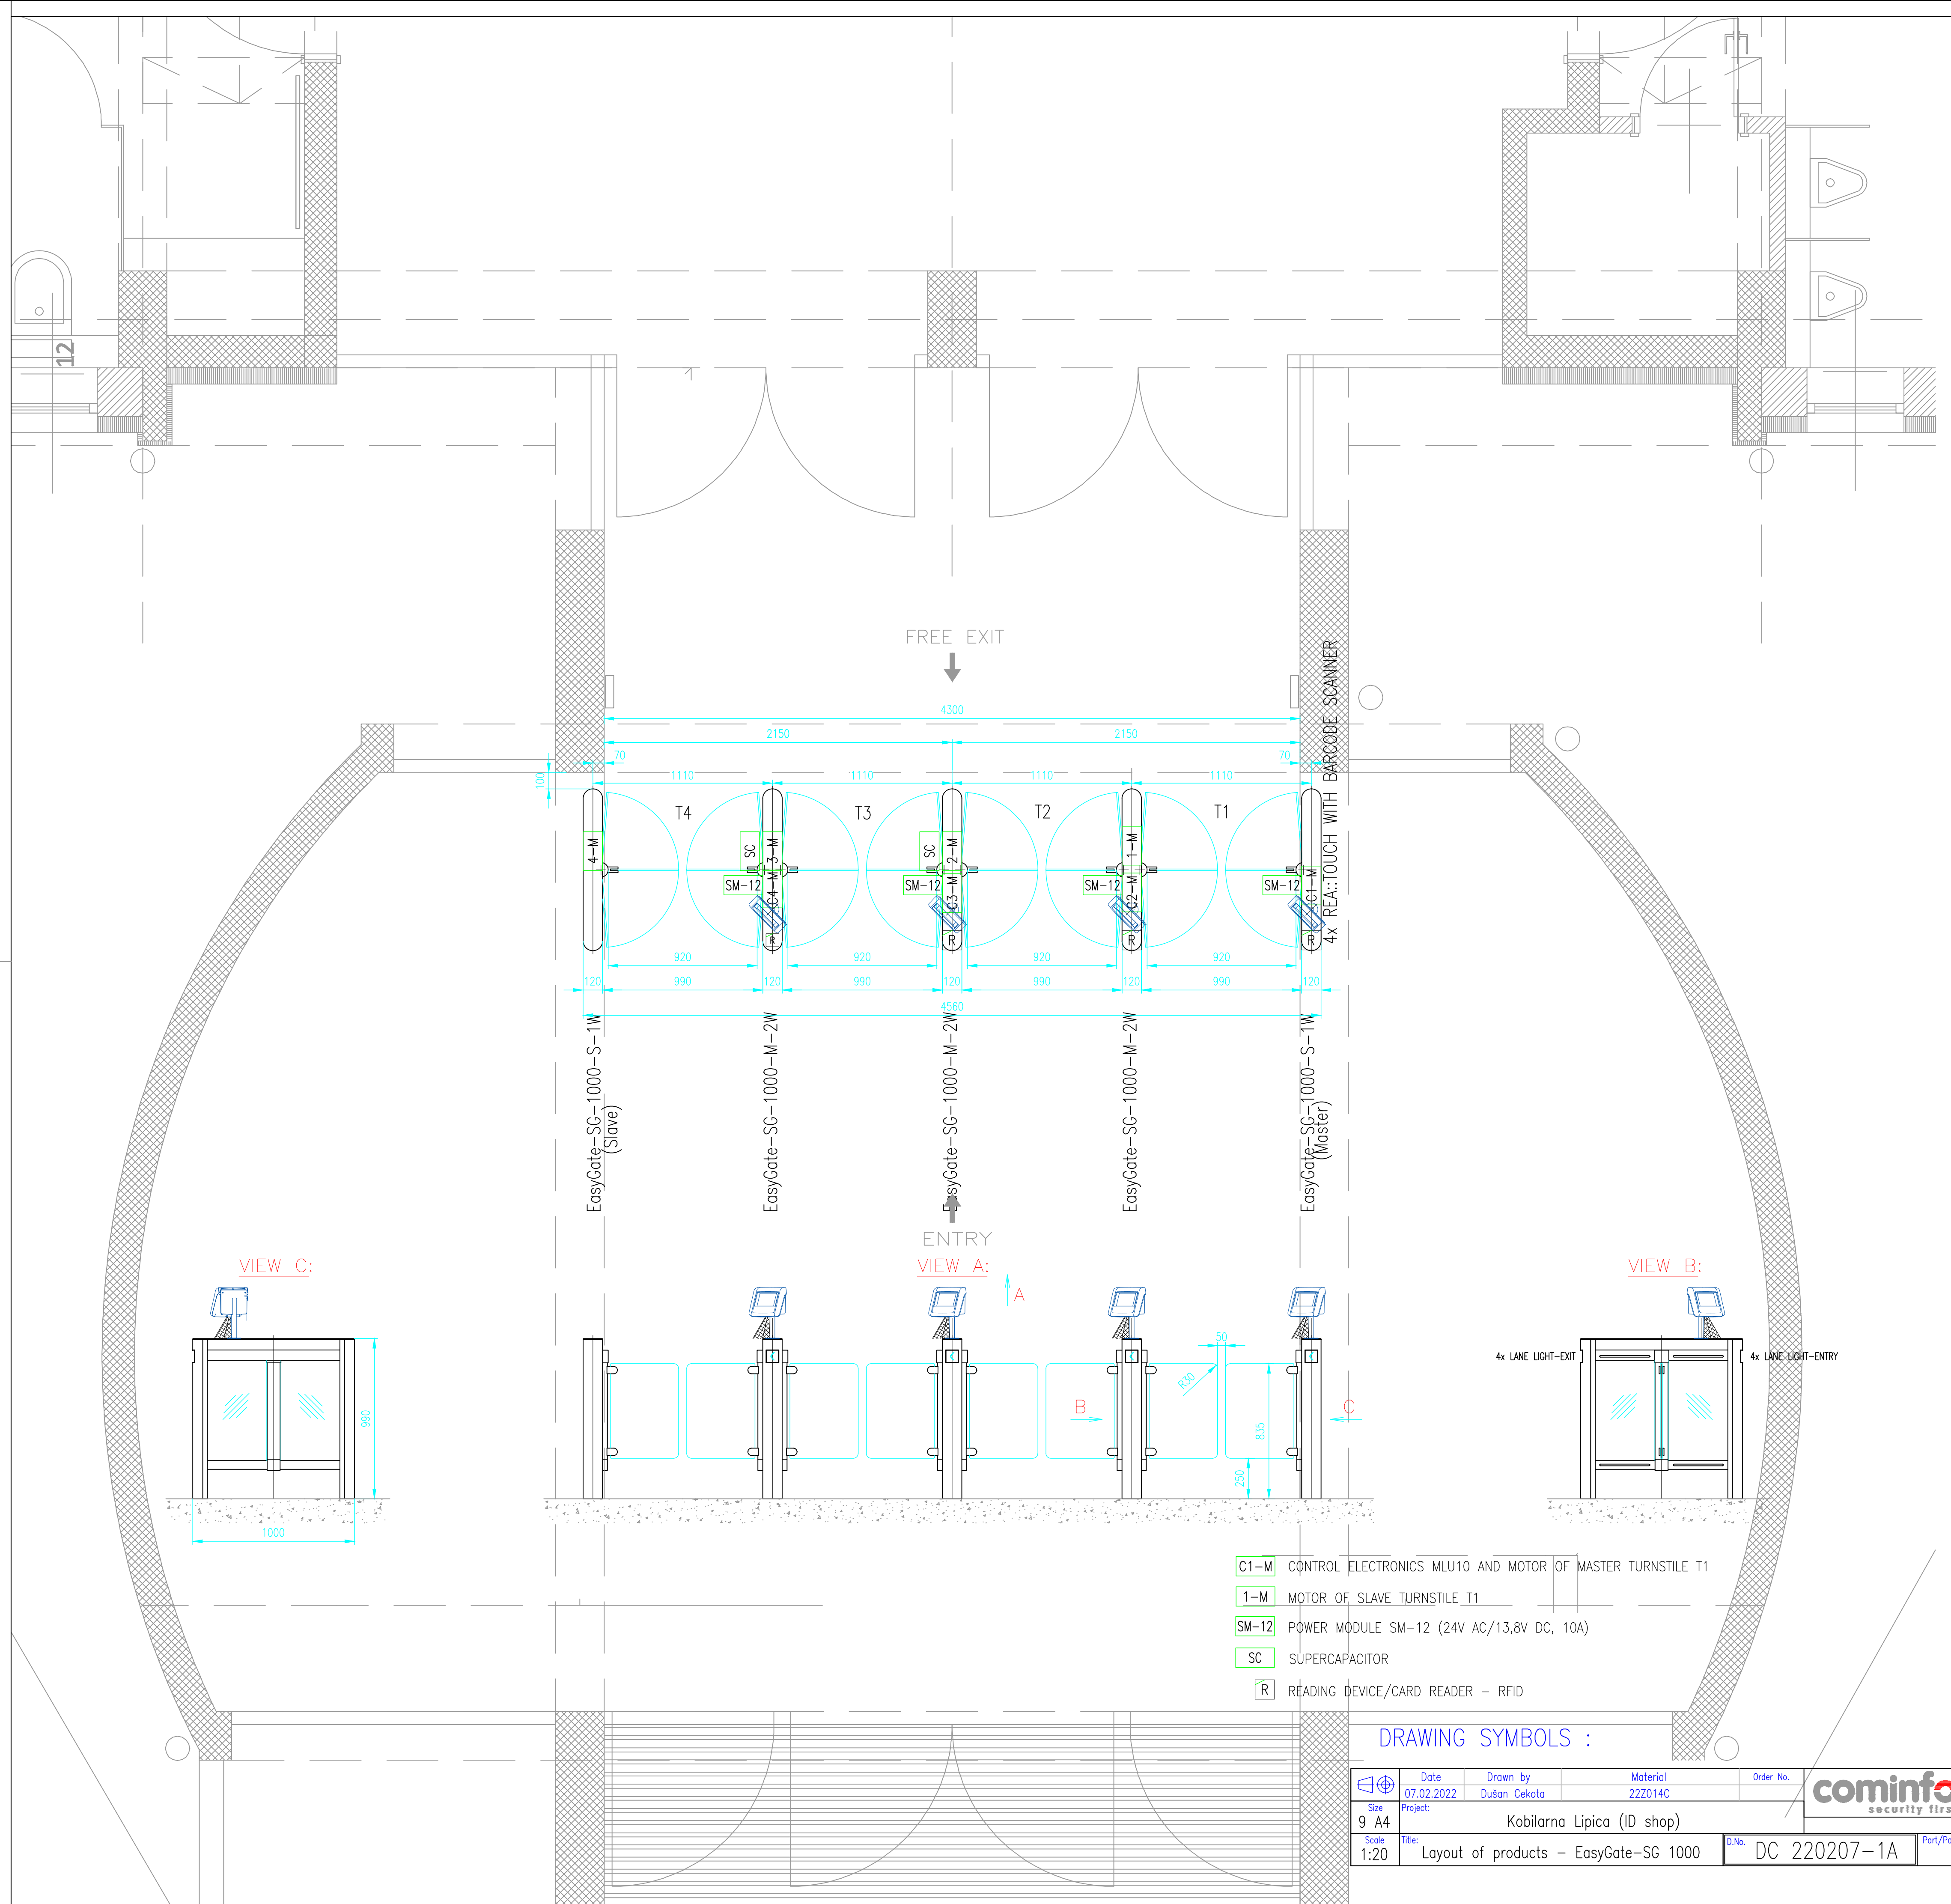 12
FREE EXIT
4300
2150
2150
70
70
100
1110
1110
1110
1110
T4
T3
T2
T1
4-M
SC
3-M
SC
2-M
1-M
SM-12
C4-M
SM-12
C3-M
SM-12
C2-M
SM-12
C1-M
R
R
R
R
4x REA::TOUCH WITH BARCODE SCANNER
920
920
920
920
120
990
120
990
120
990
120
990
120
4560
EasyGate-SG-1000-S-1W
(Slave)
EasyGate-SG-1000-M-2W
EasyGate-SG-1000-M-2W
EasyGate-SG-1000-M-2W
EasyGate-SG-1000-S-1W
(Master)
ENTRY
VIEW C:
VIEW A:
VIEW B:
A
50
R30
B
C
835
250
990
1000
4x LANE LIGHT-EXIT
4x LANE LIGHT-ENTRY
C1-M CONTROL ELECTRONICS MLU10 AND MOTOR OF MASTER TURNSTILE T1
1-M MOTOR OF SLAVE TURNSTILE T1
SM-12 POWER MODULE SM-12 (24V AC/13,8V DC, 10A)
SC SUPERCAPACITOR
R READING DEVICE/CARD READER - RFID
DRAWING SYMBOLS :
Date Drawn by Material Order No.
07.02.2022 Dušan Cekota 22Z014C
cominfo
security firs
Size Project:
9 A4 Kobilarna Lipica (ID shop)
Scale Title: D.No. Part/Pa
1:20 Layout of products - EasyGate-SG 1000 DC 220207-1A